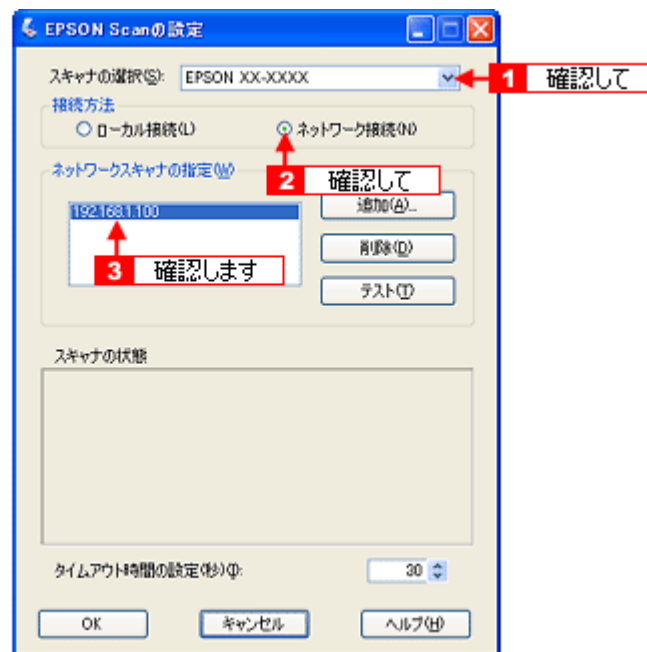 EPSON Scanの設定
スキャナの選択(S): EPSON XX-XXXX
1 確認して
接続方法
ローカル接続(L) ネットワーク接続(N)
ネットワークスキャナの指定(W)
2 確認して
192.168.1.100
追加(A)...
3 確認します
削除(D)
テスト(T)
スキャナの状態
タイムアウト時間の設定(秒)(I): 30
OK キャンセル ヘルプ(H)